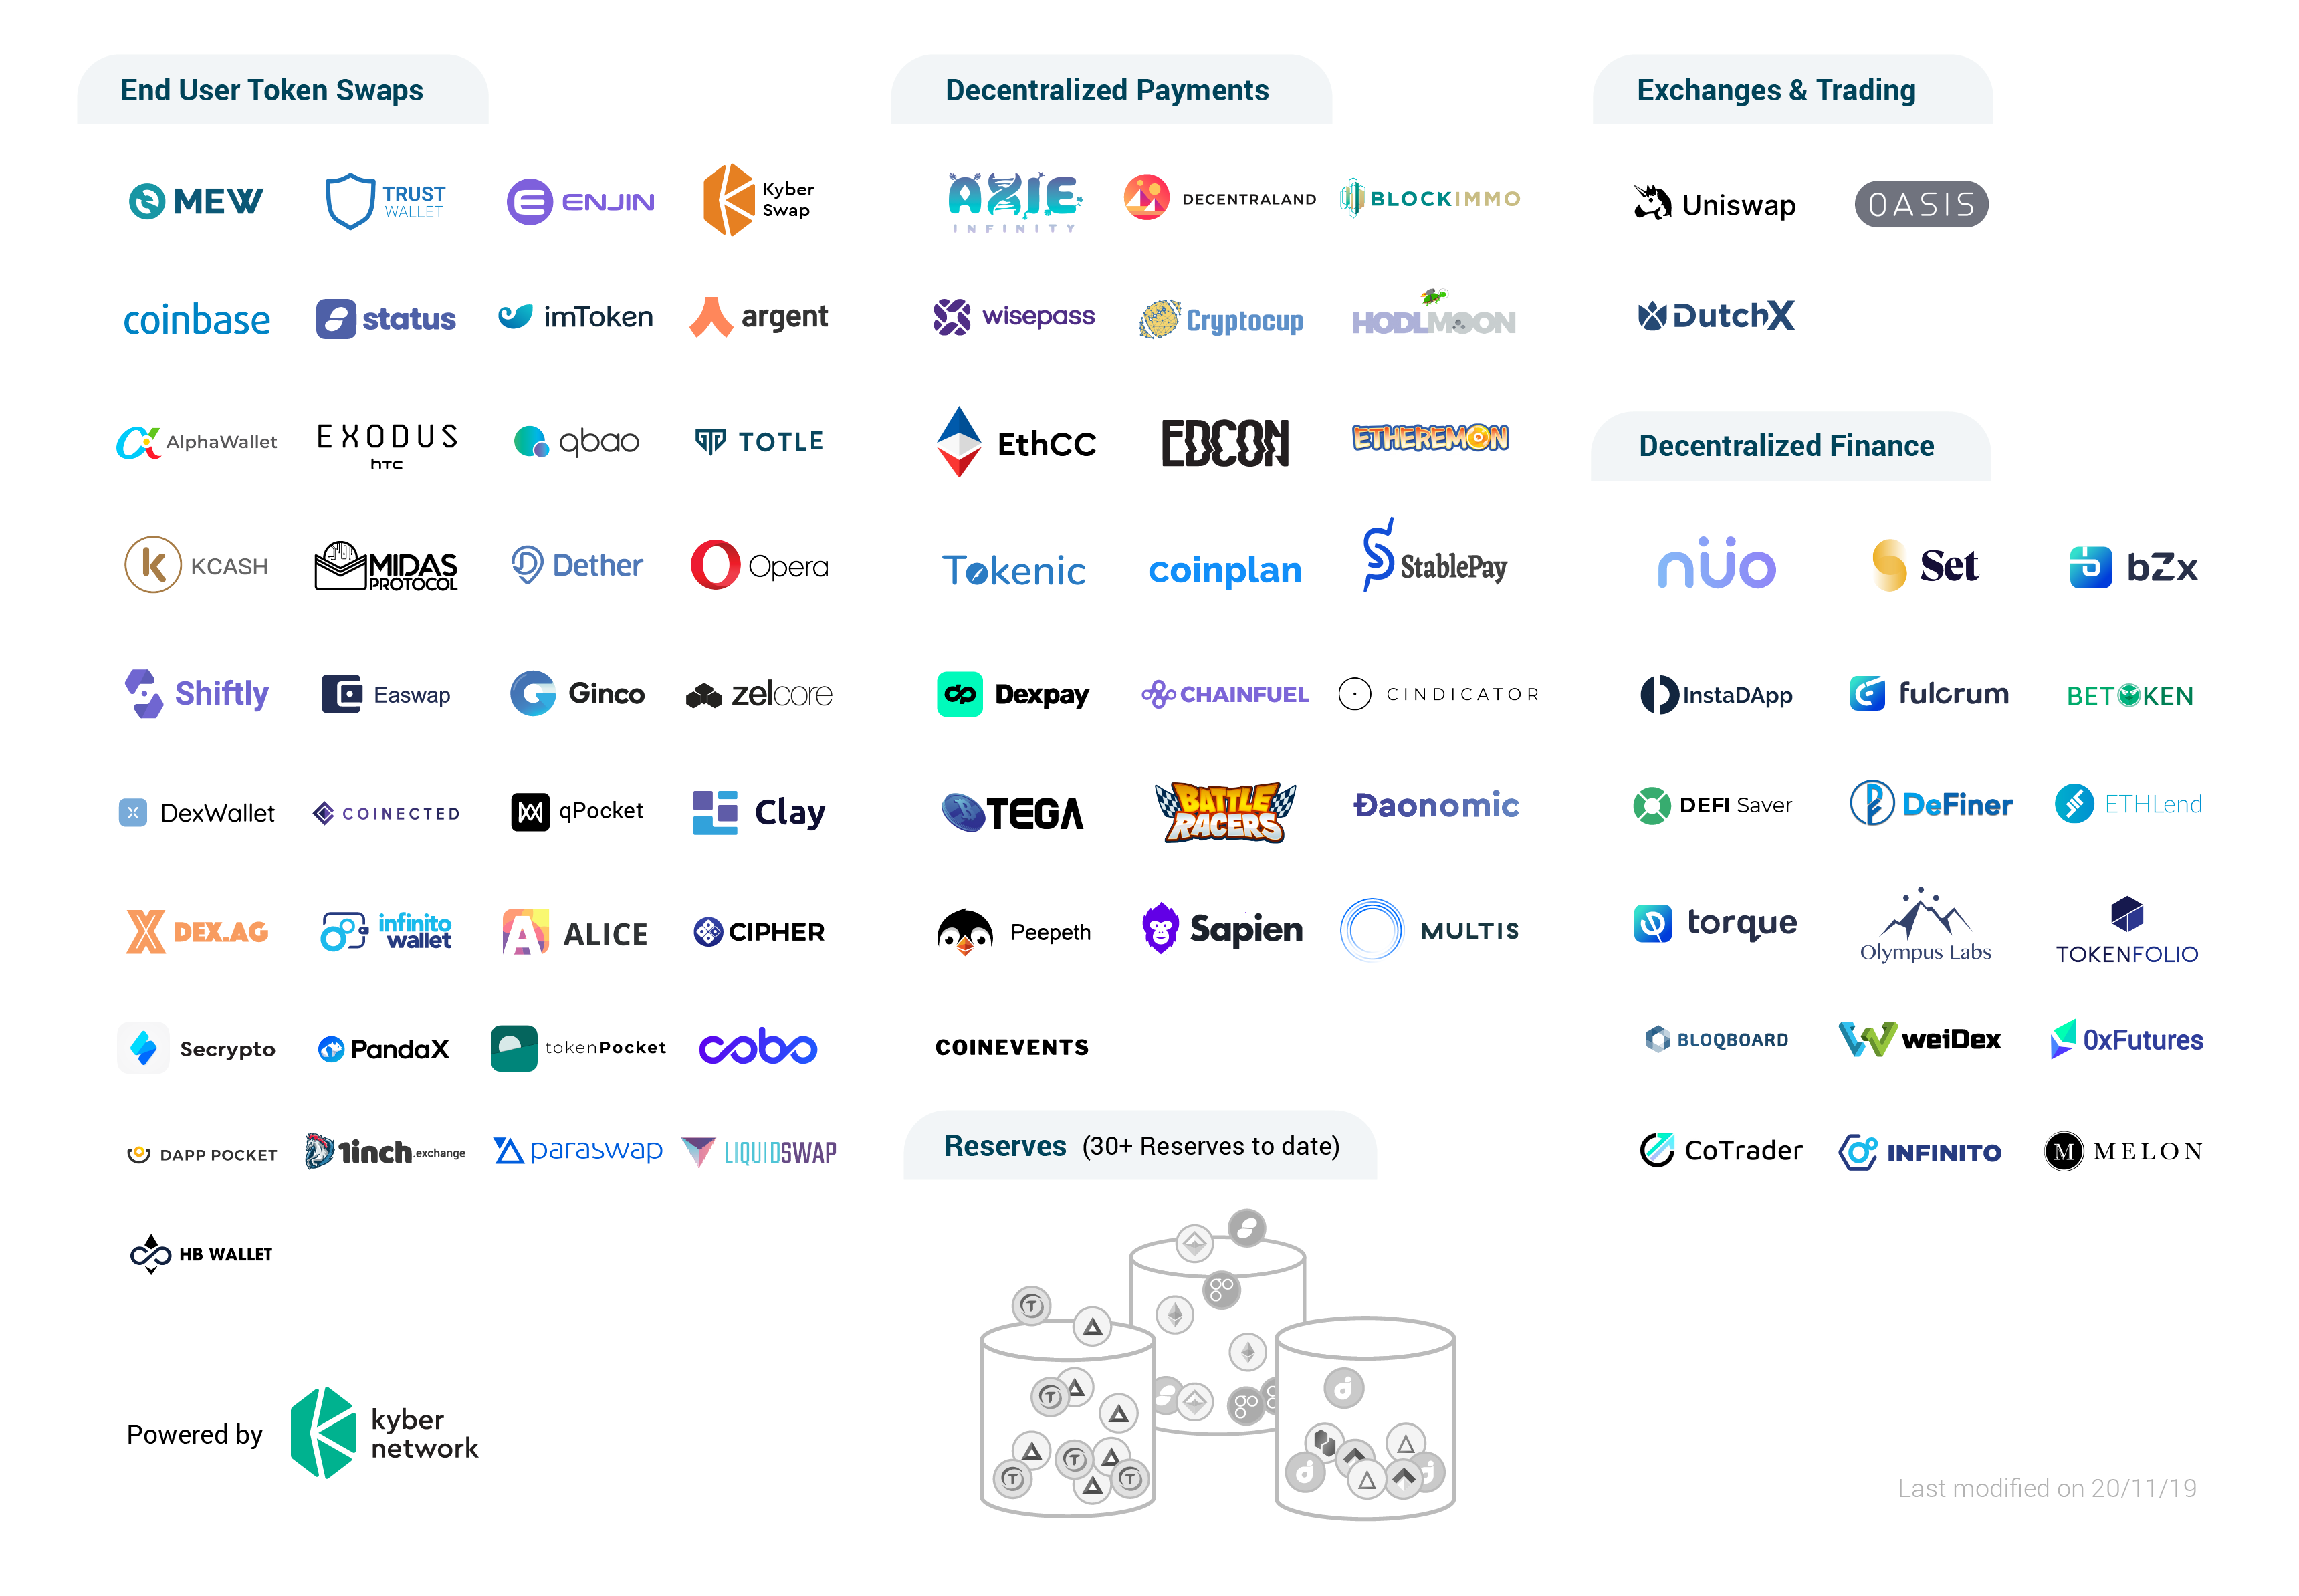 End User Token Swaps
MEW
TRUST
WALLET
ENJIN
Kyber
Swap
coinbase
status
imToken
argent
AlphaWallet
EXODUS
hTC
qbao
TOTLE
KCASH
MIDAS
PROTOCOL
Dether
Opera
Shiftly
Easwap
Ginco
zelcore
DexWallet
COINECTED
qPocket
Clay
DEX.AG
infinito
wallet
ALICE
CIPHER
Secrypto
PandaX
tokenPocket
cobo
DAPP POCKET
1inch.exchange
paraswap
LIQUIDSWAP
HB WALLET
Powered by
kyber
network
Decentralized Payments
AXIE
INFINITY
DECENTRALAND
BLOCKIMMO
wisepass
Cryptocup
HODLMOON
EthCC
EDCON
ETHEREMON
Tokenic
coinplan
StablePay
Dexpay
CHAINFUEL
CINDICATOR
TEGA
BATTLE
RACERS
Đaonomic
Peepeth
Sapien
MULTIS
COINEVENTS
Reserves (30+ Reserves to date)
Exchanges & Trading
Uniswap
OASIS
DutchX
Decentralized Finance
nüo
Set
bZx
InstaDApp
fulcrum
BETOKEN
DEFI Saver
DeFiner
ETHLend
torque
Olympus Labs
TOKENFOLIO
BLOQBOARD
weiDex
0xFutures
CoTrader
INFINITO
M MELON
Last modified on 20/11/19